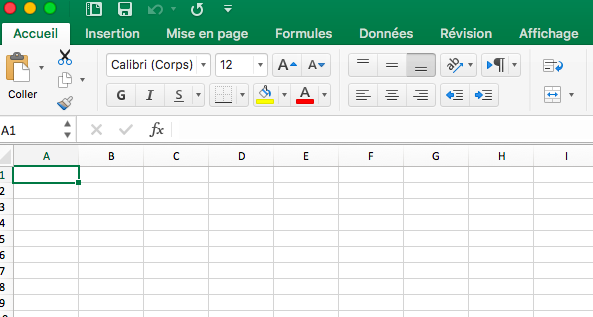 Accueil Insertion Mise en page Formules Données Révision Affichage
Coller Calibri (Corps) 12 A A
G I S A
A1 fx
A B C D E F G H I
1
2
3
4
5
6
7
8
9